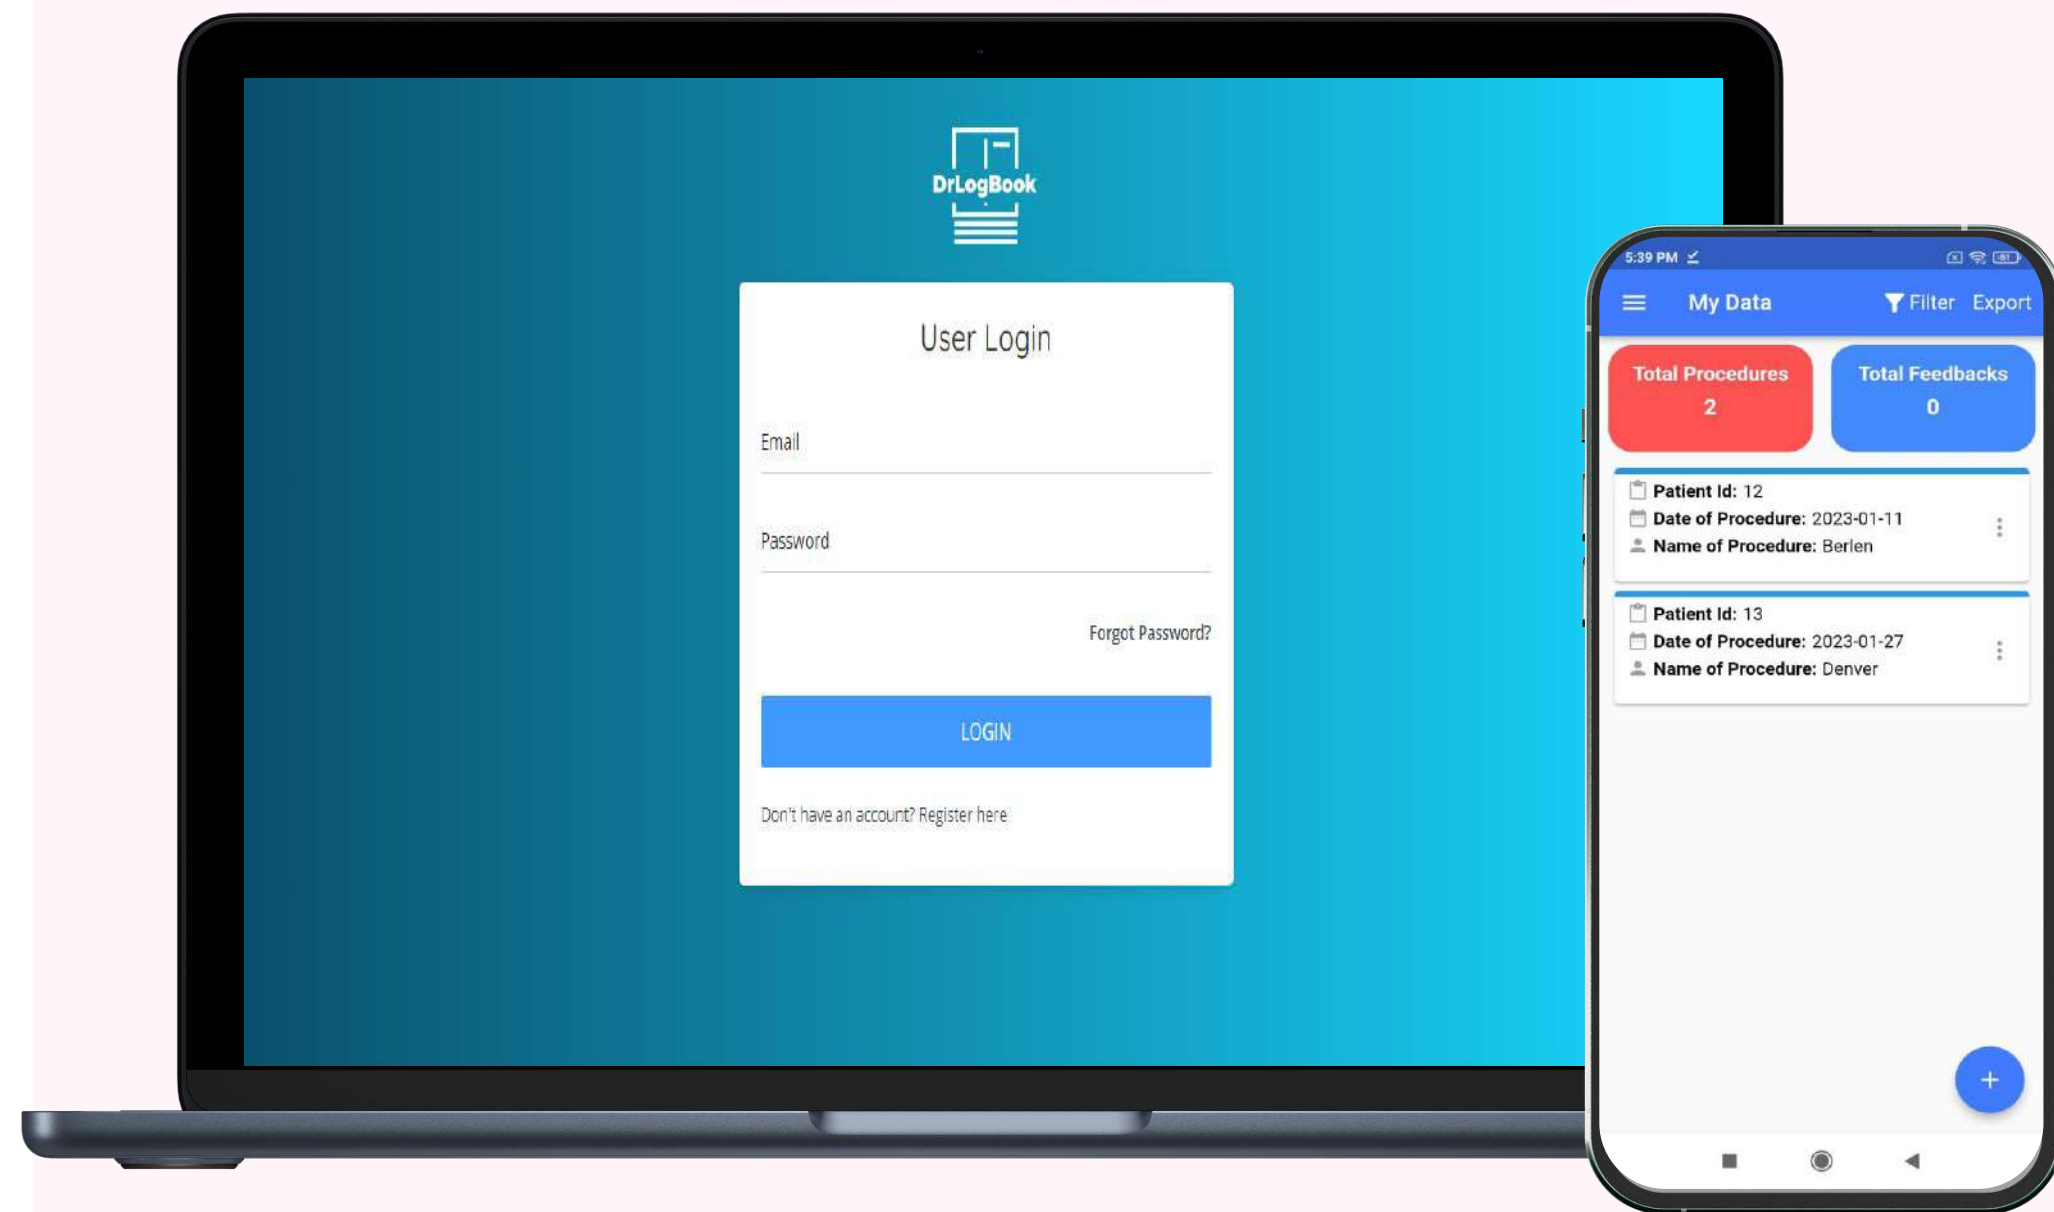 DrLogBook
User Login
Email
Password
Forgot Password?
LOGIN
Don't have an account? Register here
5:39 PM
My Data
Filter Export
Total Procedures
2
Total Feedbacks
0
Patient Id: 12
Date of Procedure: 2023-01-11
Name of Procedure: Berlen
Patient Id: 13
Date of Procedure: 2023-01-27
Name of Procedure: Denver
+